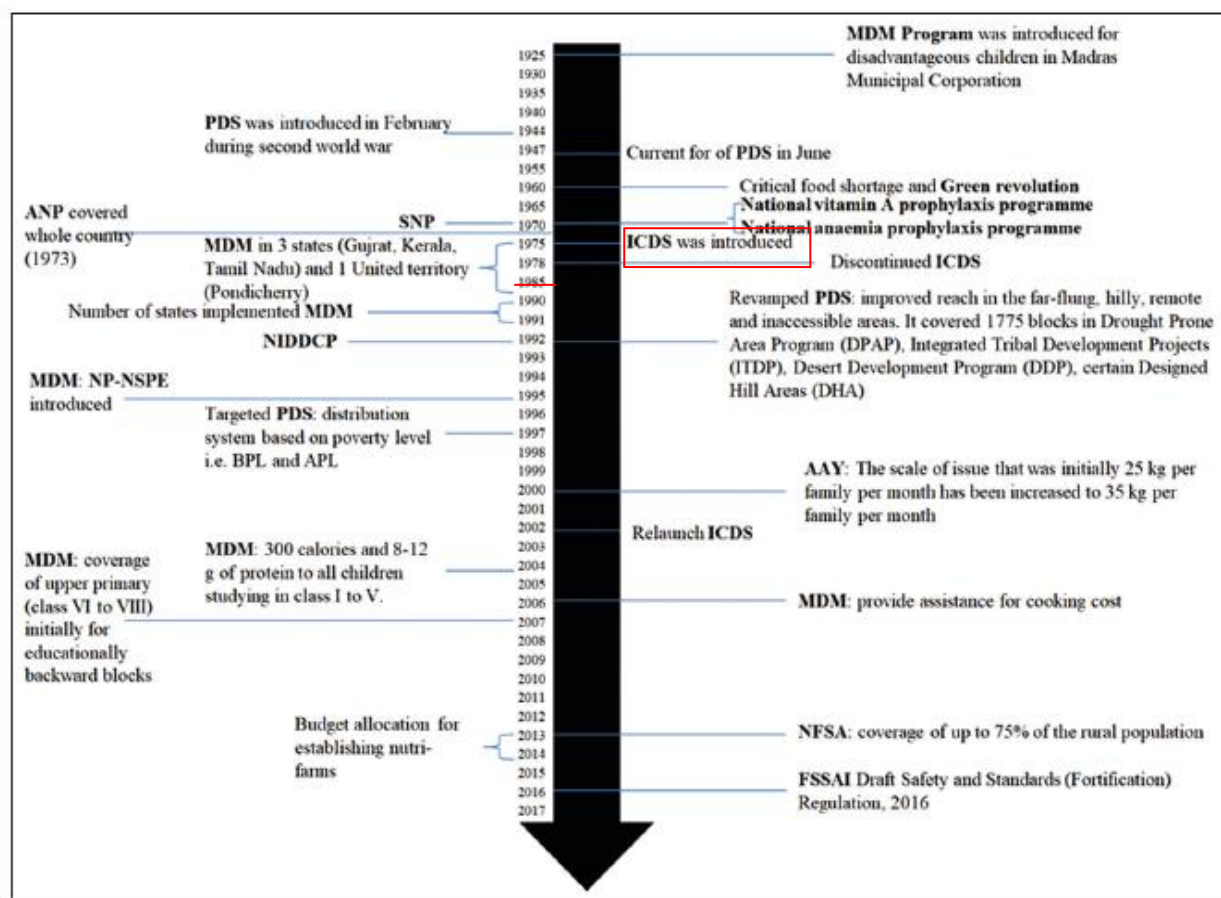 MDM Program was introduced for
disadvantageous children in Madras
Municipal Corporation
1925
1930
1935
1940
PDS was introduced in February
during second world war
1944
1947
Current for of PDS in June
1955
1960
Critical food shortage and Green revolution
1965
National vitamin A prophylaxis programme
ANP covered
whole country
(1973)
SNP
1970
National anaemia prophylaxis programme
MDM in 3 states (Gujrat, Kerala,
Tamil Nadu) and 1 United territory
(Pondicherry)
1975
ICDS was introduced
1978
Discontinued ICDS
1985
1990
Number of states implemented MDM
1991
Revamped PDS: improved reach in the far-flung, hilly, remote
and inaccessible areas. It covered 1775 blocks in Drought Prone
Area Program (DPAP), Integrated Tribal Development Projects
(ITDP), Desert Development Program (DDP), certain Designed
Hill Areas (DHA)
NIDDCP
1992
1993
1994
MDM: NP-NSPE
introduced
1995
1996
Targeted PDS: distribution
system based on poverty level
i.e. BPL and APL
1997
1998
1999
AAY: The scale of issue that was initially 25 kg per
family per month has been increased to 35 kg per
family per month
2000
2001
2002
Relaunch ICDS
2003
MDM: 300 calories and 8-12
g of protein to all children
studying in class I to V.
2004
2005
2006
MDM: provide assistance for cooking cost
MDM: coverage
of upper primary
(class VI to VIII)
initially for
educationally
backward blocks
2007
2008
2009
2010
2011
2012
Budget allocation for
establishing nutri-
farms
2013
NFSA: coverage of up to 75% of the rural population
2014
2015
FSSAI Draft Safety and Standards (Fortification)
Regulation, 2016
2016
2017